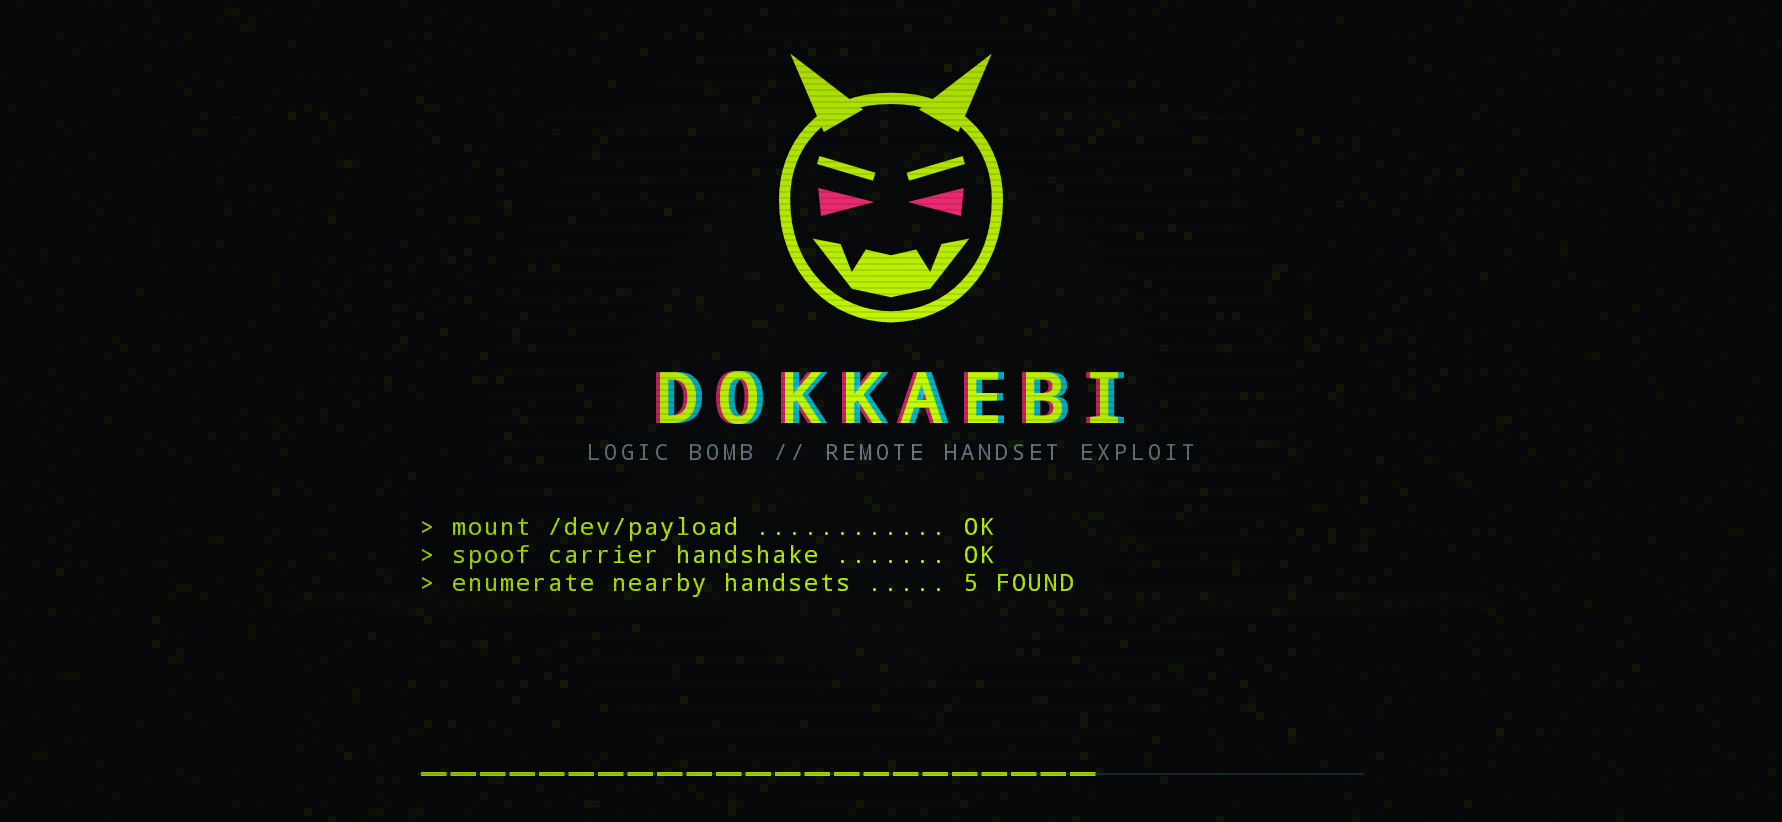 DOKKAEBI
LOGIC BOMB // REMOTE HANDSET EXPLOIT
> mount /dev/payload ............ OK
> spoof carrier handshake ....... OK
> enumerate nearby handsets ..... 5 FOUND